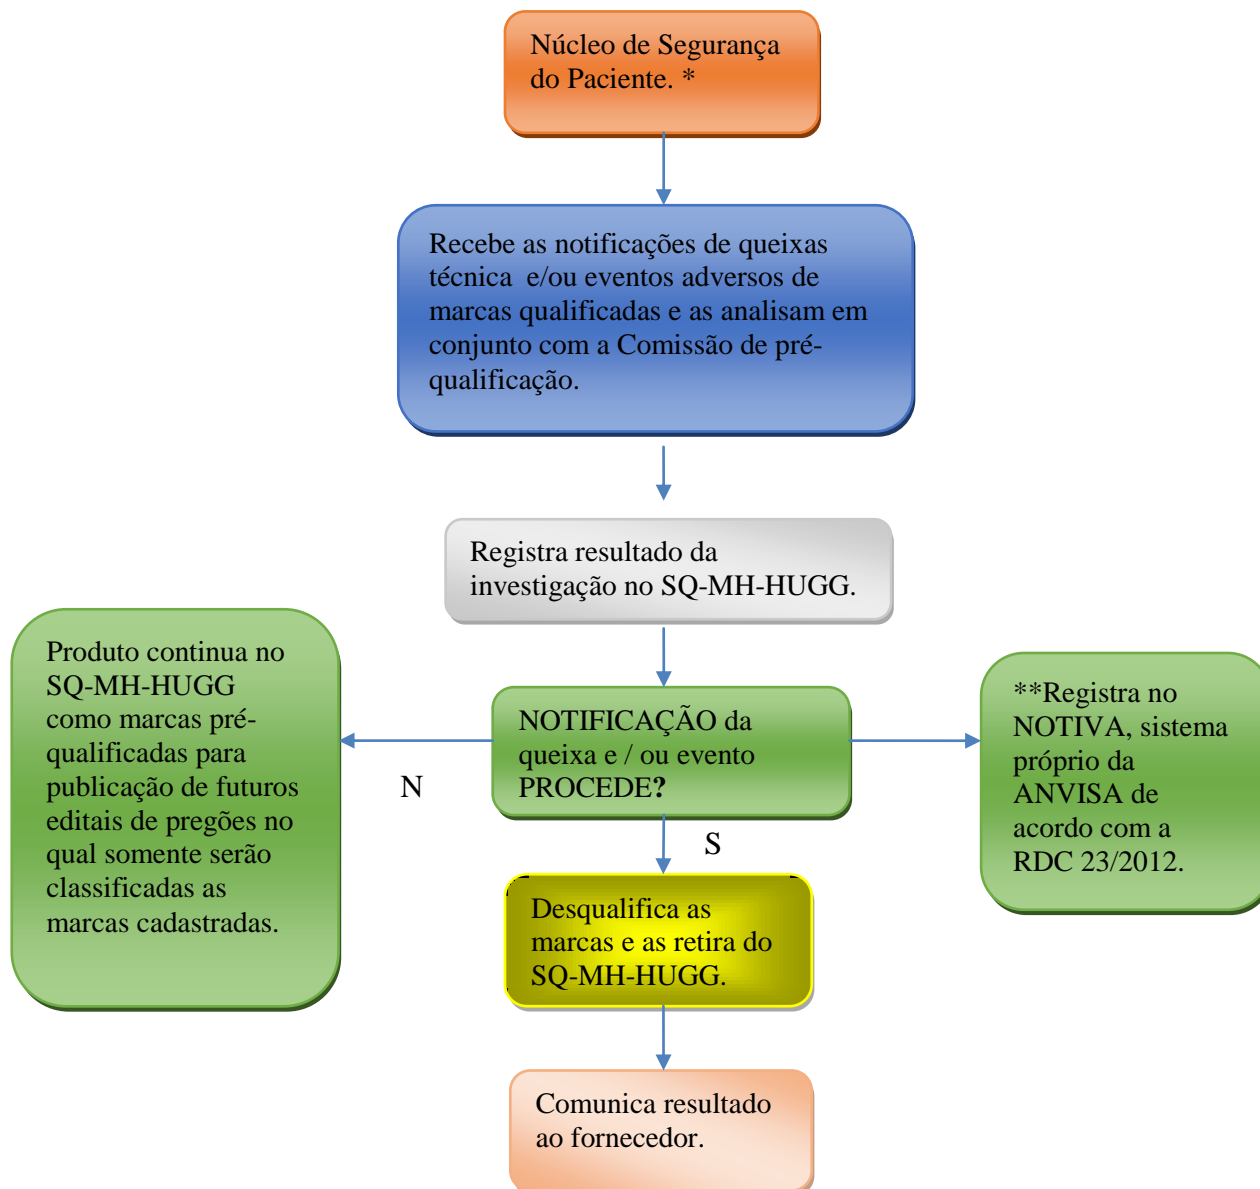 Núcleo de Segurança
do Paciente. *
Recebe as notificações de queixas
técnica e/ou eventos adversos de
marcas qualificadas e as analisam em
conjunto com a Comissão de pré-
qualificação.
Registra resultado da
investigação no SQ-MH-HUGG.
Produto continua no
SQ-MH-HUGG
como marcas pré-
qualificadas para
publicação de futuros
editais de pregões no
qual somente serão
classificadas as
marcas cadastradas.
N
NOTIFICAÇÃO da
queixa e / ou evento
PROCEDE?
**Registra no
NOTIVA, sistema
próprio da
ANVISA de
acordo com a
RDC 23/2012.
S
Desqualifica as
marcas e as retira do
SQ-MH-HUGG.
Comunica resultado
ao fornecedor.